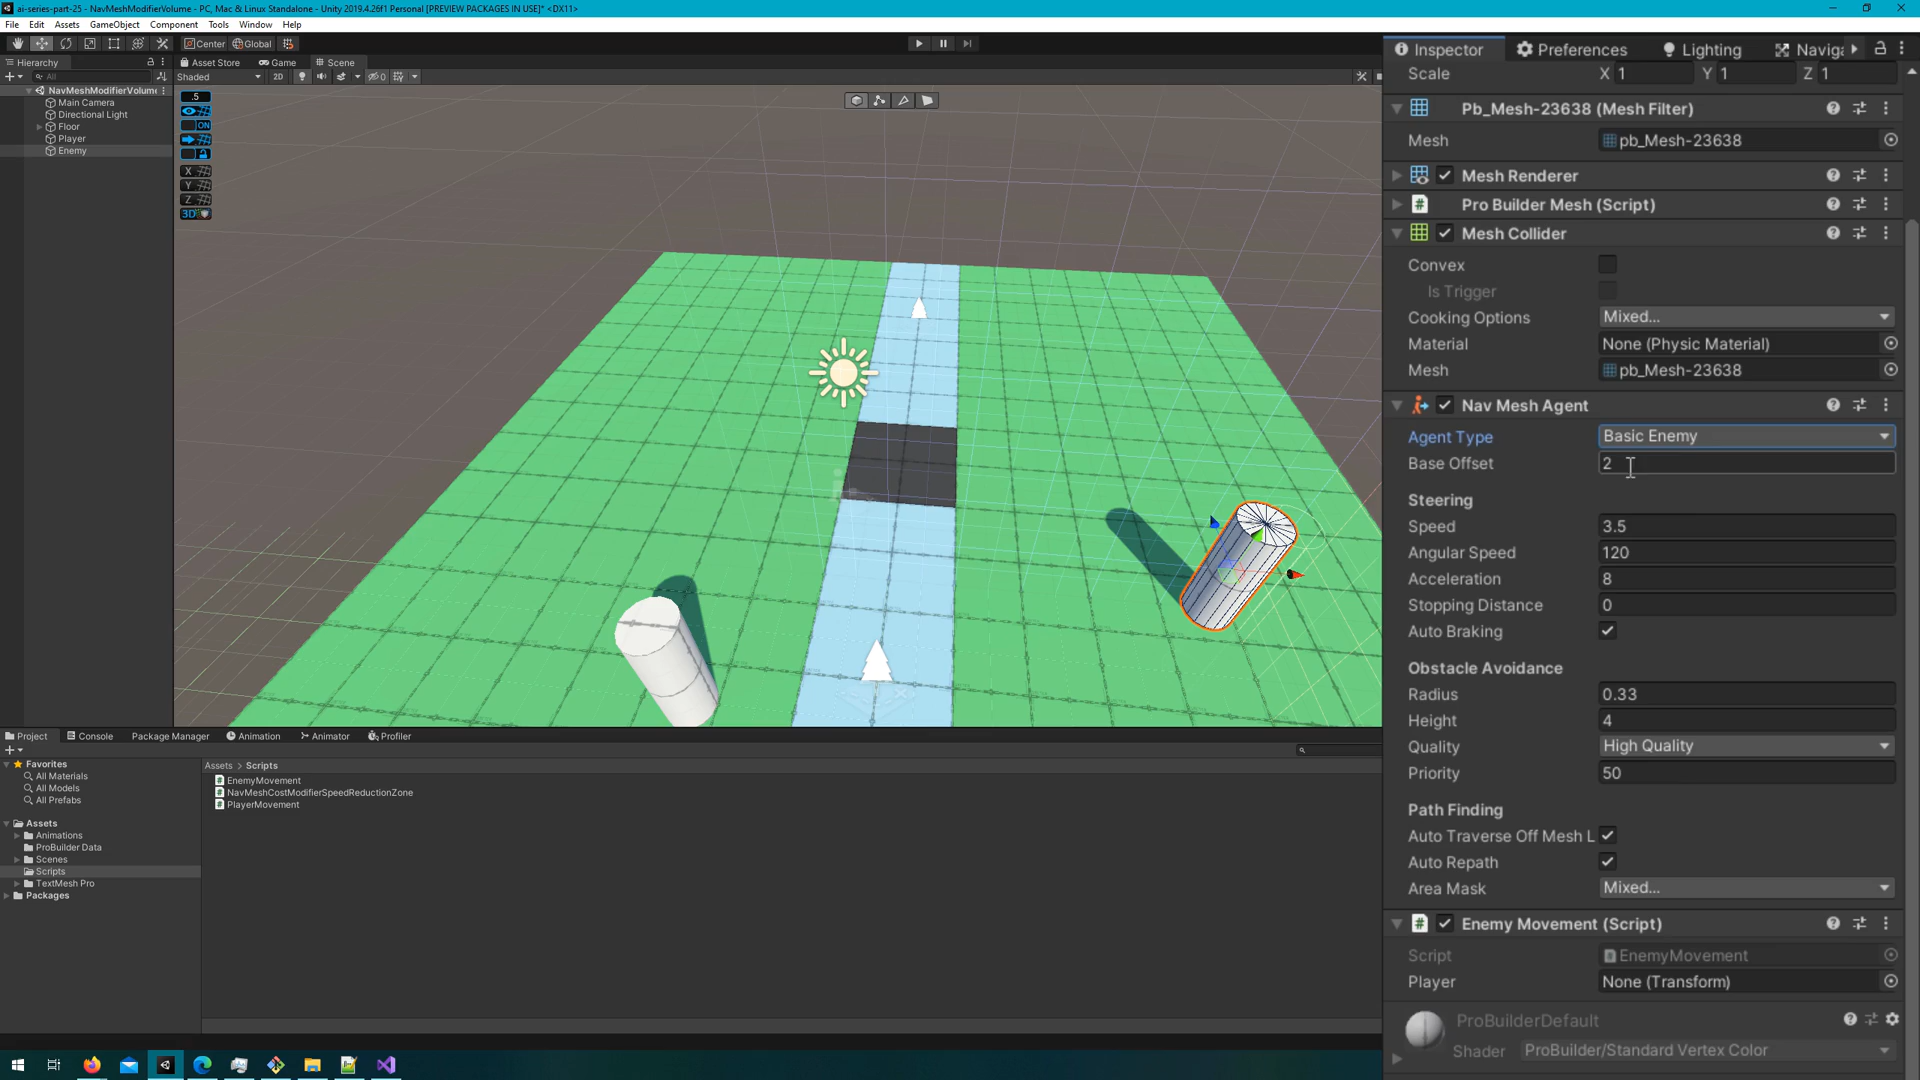 ai-series-part-25 - NavMeshModifierVolume - PC, Mac & Linux Standalone - Unity 2019.4.26f1 Personal [PREVIEW PACKAGES IN USE]* <DX11>
File Edit Assets GameObject Component Tools Window Help
Center Global
Hierarchy
All
NavMeshModifierVolume
Main Camera
Directional Light
Floor
Player
Enemy
Asset Store Game Scene
Shaded 2D 0
.5
ON
X
Y
Z
3D
Inspector Preferences Lighting Naviga
Scale X 1 Y 1 Z 1
Pb_Mesh-23638 (Mesh Filter)
Mesh pb_Mesh-23638
Mesh Renderer
Pro Builder Mesh (Script)
Mesh Collider
Convex
Is Trigger
Cooking Options Mixed...
Material None (Physic Material)
Mesh pb_Mesh-23638
Nav Mesh Agent
Agent Type Basic Enemy
Base Offset 2
Steering
Speed 3.5
Angular Speed 120
Acceleration 8
Stopping Distance 0
Auto Braking
Obstacle Avoidance
Radius 0.33
Height 4
Quality High Quality
Priority 50
Path Finding
Auto Traverse Off Mesh L
Auto Repath
Area Mask Mixed...
Enemy Movement (Script)
Script EnemyMovement
Player None (Transform)
ProBuilderDefault
Shader ProBuilder/Standard Vertex Color
Project Console Package Manager Animation Animator Profiler
Favorites
All Materials
All Models
All Prefabs
Assets
Animations
ProBuilder Data
Scenes
Scripts
TextMesh Pro
Packages
Assets > Scripts
EnemyMovement
NavMeshCostModifierSpeedReductionZone
PlayerMovement